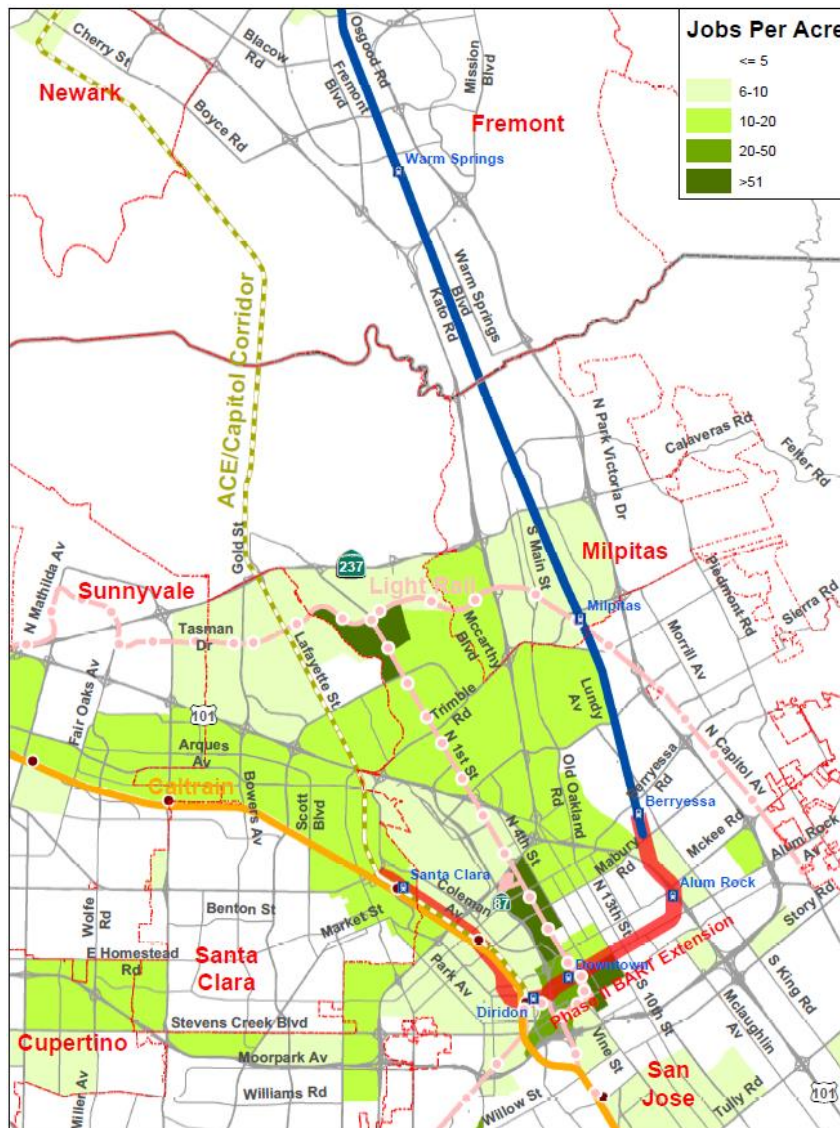 Jobs Per Acre
<= 5
6-10
10-20
20-50
>51
Cherry St
Blacow Rd
Osgood Rd
Fremont Blvd
Mission Blvd
Newark
Boyce Rd
Fremont
Warm Springs
Warm Springs Blvd
Kato Rd
ACE/Capitol Corridor
N Park Victoria Dr
Calaveras Rd
Felter Rd
Gold St
237
S Main St
Milpitas
Piedmont Rd
Sierra Rd
N Mathilda Av
Sunnyvale
Light Rail
Milpitas
Tasman Dr
Mccarthy Blvd
Morrill Av
Fair Oaks Av
Lafayette St
Trimble Rd
Lundy Av
101
Arques Av
N 1st St
N Capitol Av
Caltrain
Bowers Av
Scott Blvd
Old Oakland Rd
Berryessa Rd
Berryessa
N 4th St
Mabury Rd
Mckee Rd
Alum Rock Av
Santa Clara
Coleman Av
87
N 13th St
Alum Rock
Story Rd
Wolfe Rd
Benton St
Market St
E Homestead Rd
Santa Clara
Park Av
Downtown
Phase II BART Extension
S King Rd
Diridon
S 10th St
Mclaughlin Av
Stevens Creek Blvd
Cupertino
Moorpark Av
Vine St
San Jose
Miller Av
Williams Rd
Willow St
Tully Rd
101